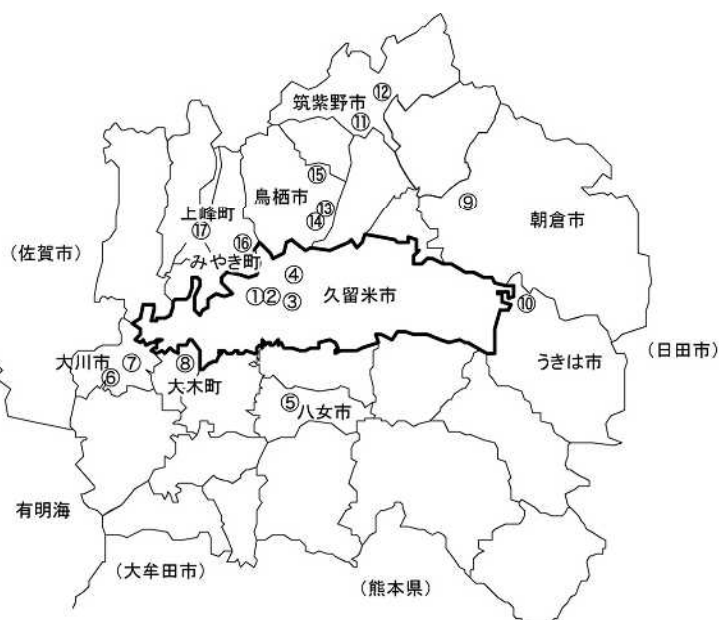 ⑫
筑紫野市
⑪
⑮
鳥栖市
⑬
⑭
⑨
上峰町
⑰
朝倉市
⑯
(佐賀市)
みやき町
④
①②③
久留米市
⑩
(日田市)
うきは市
大川市
⑦
⑧
⑥
大木町
⑤
八女市
有明海
(大牟田市)
(熊本県)